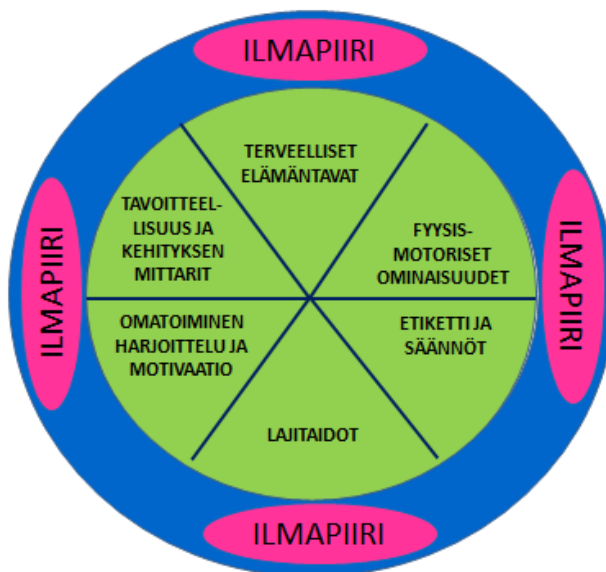 ILMAPIIRI
TERVEELLISET
ELÄMÄNTAVAT
TAVOITTEEL-
LISUUS JA
KEHITYKSEN
MITTARIT
FYYSIS-
MOTORISET
OMINAISUUDET
ILMAPIIRI
ILMAPIIRI
OMATOIMINEN
HARJOITTELU JA
MOTIVAATIO
ETIKETTI JA
SÄÄNNÖT
LAJITAIDOT
ILMAPIIRI